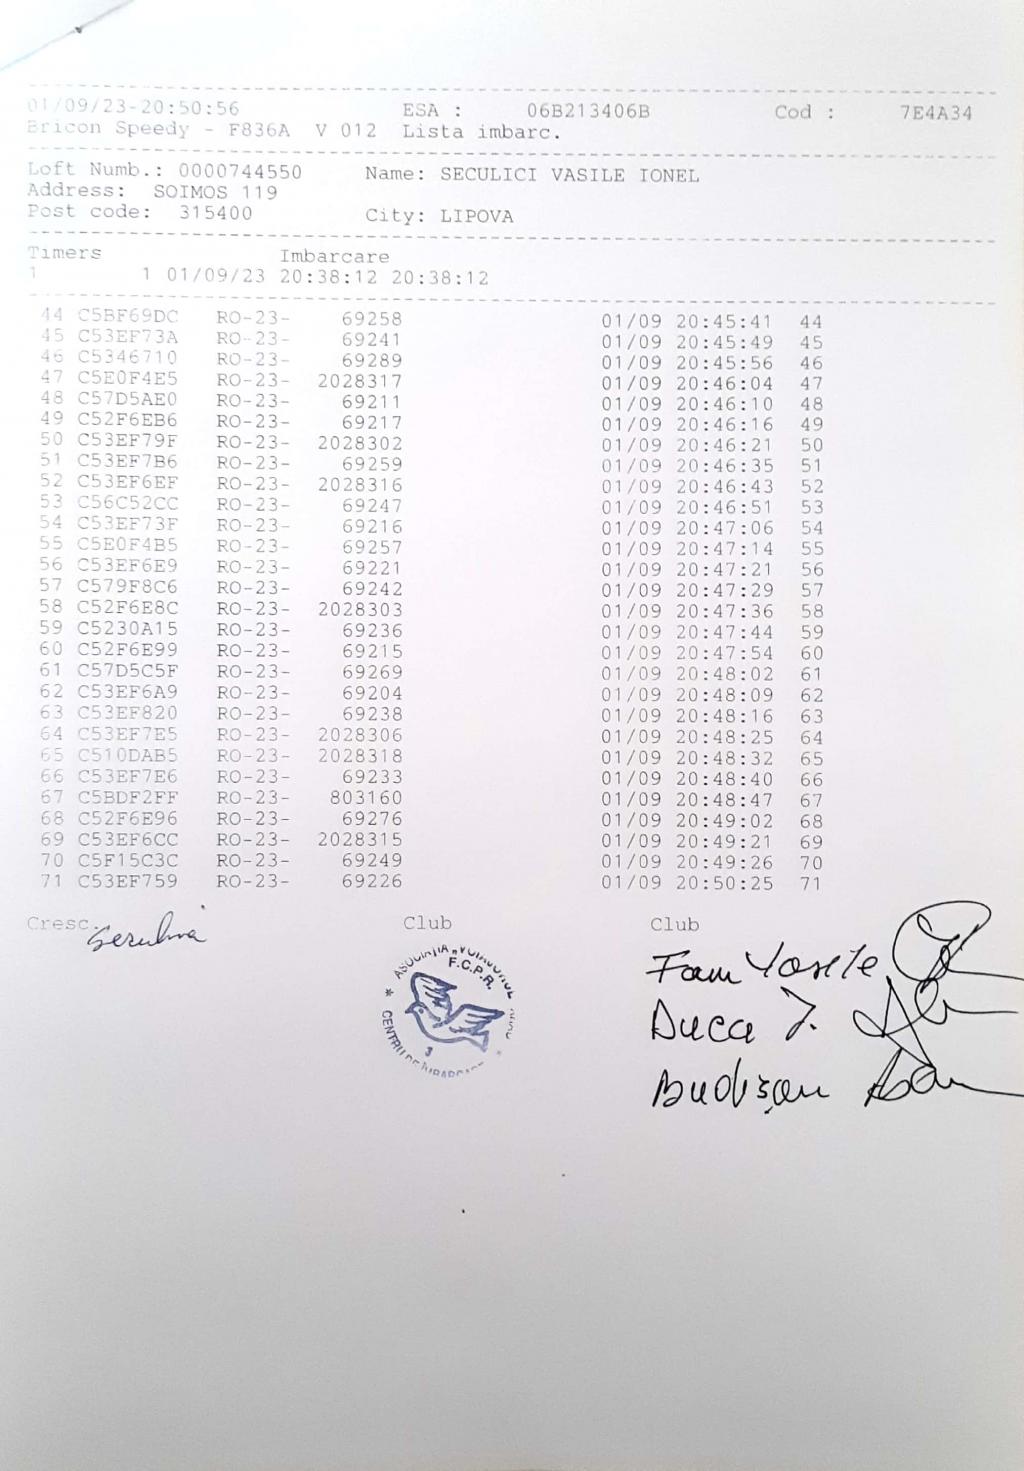 01/09/23-20:50:56 ESA : 06B213406B Cod : 7E4A34
Bricon Speedy - F836A V 012 Lista imbarc.
Loft Numb.: 0000744550 Name: SECULICI VASILE IONEL
Address: SOIMOS 119
Post code: 315400 City: LIPOVA
Timers Imbarcare
1 1 01/09/23 20:38:12 20:38:12
44 C5BF69DC RO-23- 69258 01/09 20:45:41 44
45 C53EF73A RO-23- 69241 01/09 20:45:49 45
46 C5346710 RO-23- 69289 01/09 20:45:56 46
47 C5E0F4E5 RO-23- 2028317 01/09 20:46:04 47
48 C57D5AE0 RO-23- 69211 01/09 20:46:10 48
49 C52F6EB6 RO-23- 69217 01/09 20:46:16 49
50 C53EF79F RO-23- 2028302 01/09 20:46:21 50
51 C53EF7B6 RO-23- 69259 01/09 20:46:35 51
52 C53EF6EF RO-23- 2028316 01/09 20:46:43 52
53 C56C52CC RO-23- 69247 01/09 20:46:51 53
54 C53EF73F RO-23- 69216 01/09 20:47:06 54
55 C5E0F4B5 RO-23- 69257 01/09 20:47:14 55
56 C53EF6E9 RO-23- 69221 01/09 20:47:21 56
57 C579F8C6 RO-23- 69242 01/09 20:47:29 57
58 C52F6E8C RO-23- 2028303 01/09 20:47:36 58
59 C5230A15 RO-23- 69236 01/09 20:47:44 59
60 C52F6E99 RO-23- 69215 01/09 20:47:54 60
61 C57D5C5F RO-23- 69269 01/09 20:48:02 61
62 C53EF6A9 RO-23- 69204 01/09 20:48:09 62
63 C53EF820 RO-23- 69238 01/09 20:48:16 63
64 C53EF7E5 RO-23- 2028306 01/09 20:48:25 64
65 C510DAB5 RO-23- 2028318 01/09 20:48:32 65
66 C53EF7E6 RO-23- 69233 01/09 20:48:40 66
67 C5BDF2FF RO-23- 803160 01/09 20:48:47 67
68 C52F6E96 RO-23- 69276 01/09 20:49:02 68
69 C53EF6CC RO-23- 2028315 01/09 20:49:21 69
70 C5F15C3C RO-23- 69249 01/09 20:49:26 70
71 C53EF759 RO-23- 69226 01/09 20:50:25 71
Cresc. Club Club
F.C.P.R.
CENTRU DE IMBARCARE
3
Duca J.
Budișan